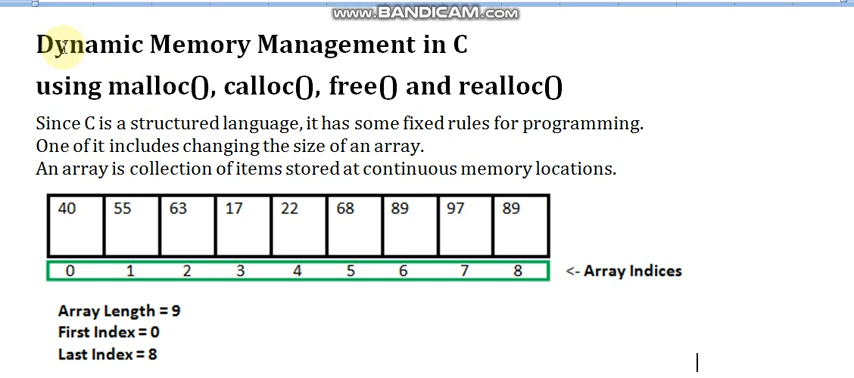 www.BANDICAM.com
Dynamic Memory Management in C
using malloc(), calloc(), free() and realloc()
Since C is a structured language, it has some fixed rules for programming.
One of it includes changing the size of an array.
An array is collection of items stored at continuous memory locations.
40 55 63 17 22 68 89 97 89
0 1 2 3 4 5 6 7 8 <- Array Indices
Array Length = 9
First Index = 0
Last Index = 8